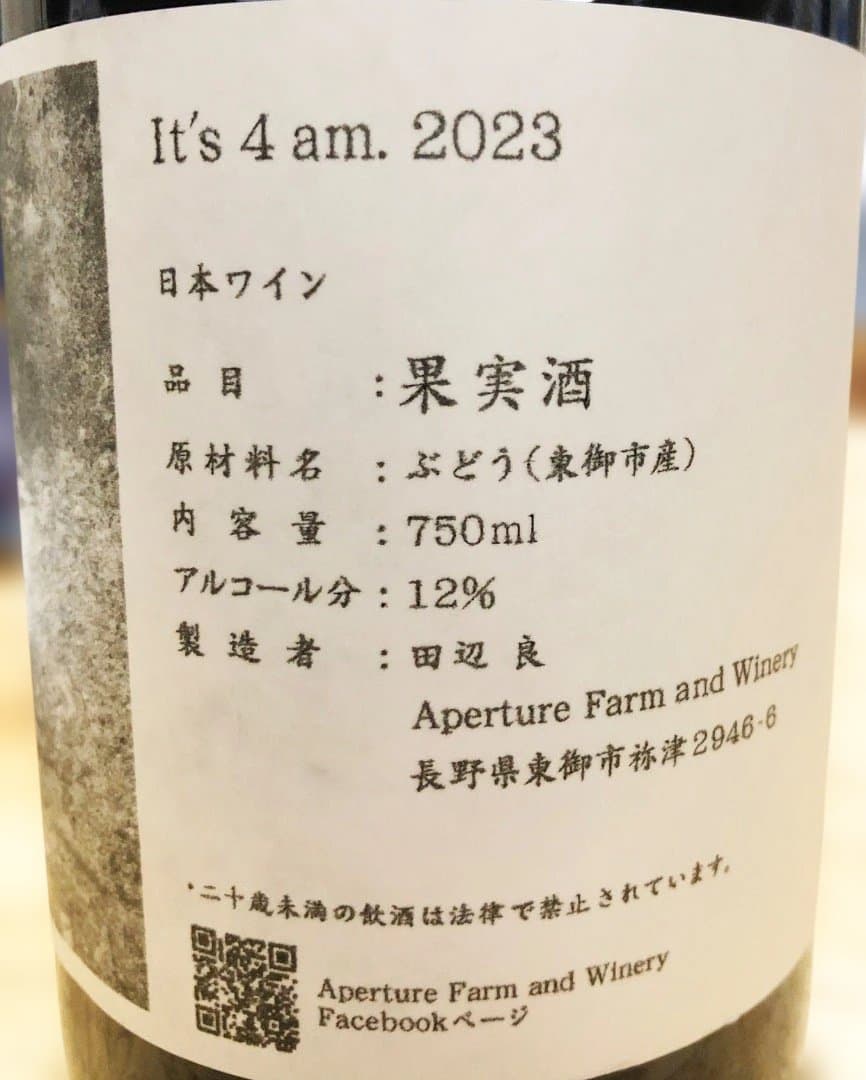 It's 4 am. 2023
日本ワイン
品目 : 果実酒
原材料名 : ぶどう(東御市産)
内容量 : 750ml
アルコール分 : 12%
製造者 : 田辺 良
Aperture Farm and Winery
長野県東御市祢津2946-6
・二十歳未満の飲酒は法律で禁止されています。
Aperture Farm and Winery
Facebookページ